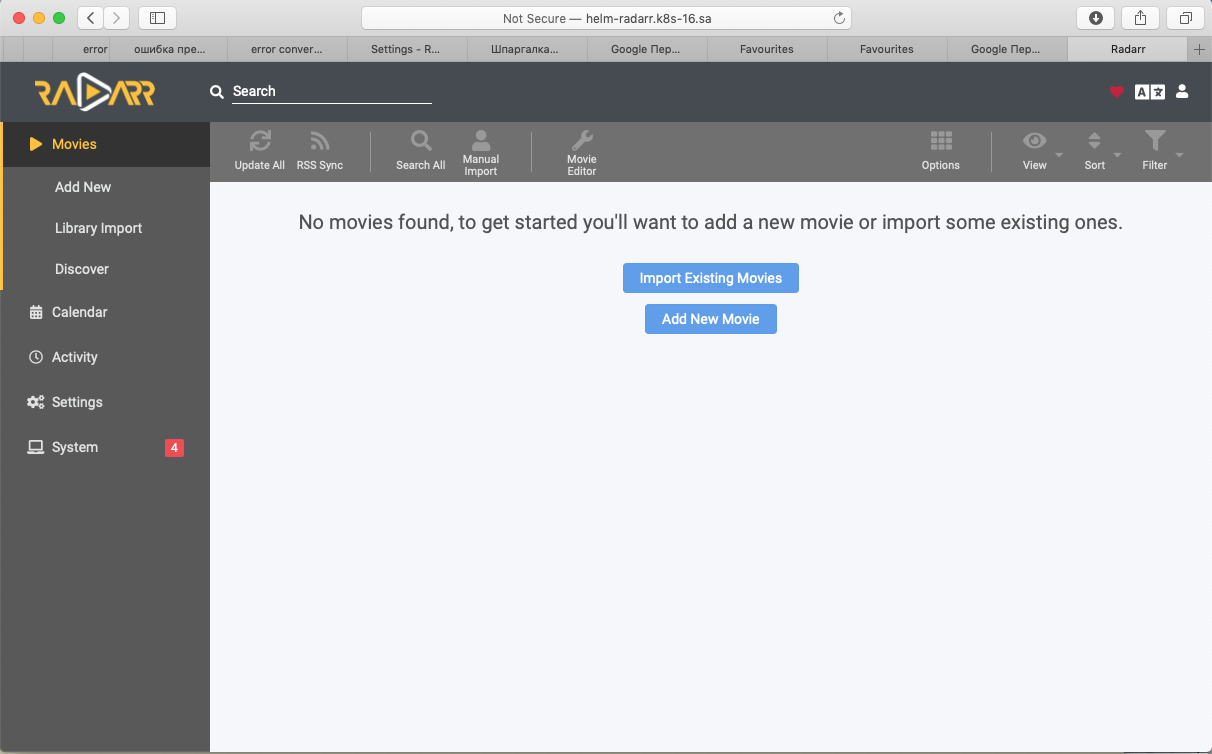 Not Secure — helm-radarr.k8s-16.sa
error
ошибка пре...
error conver...
Settings - R...
Шпаргалка...
Google Пер...
Favourites
Favourites
Google Пер...
Radarr
RADARR
Search
Movies
Add New
Library Import
Discover
Calendar
Activity
Settings
System
4
Update All
RSS Sync
Search All
Manual
Import
Movie
Editor
Options
View
Sort
Filter
No movies found, to get started you'll want to add a new movie or import some existing ones.
Import Existing Movies
Add New Movie